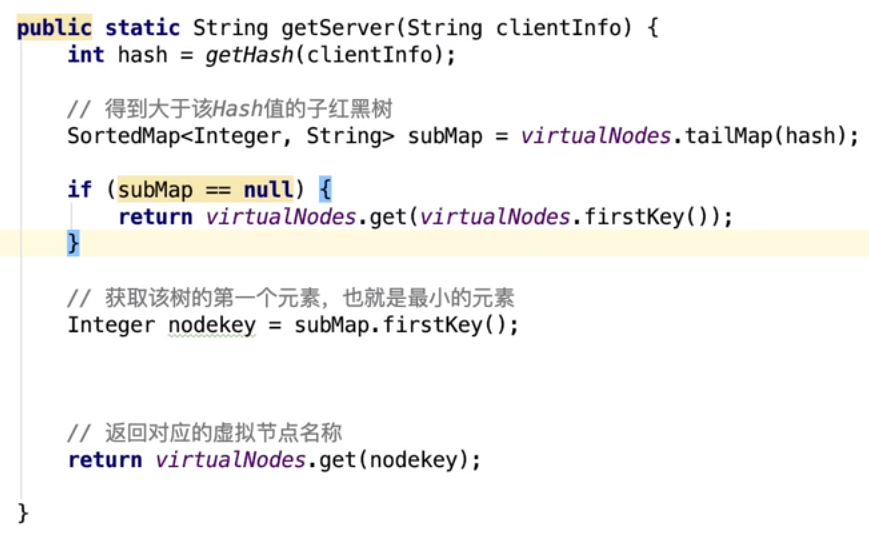 public static String getServer(String clientInfo) {
int hash = getHash(clientInfo);
// 得到大于该Hash值的子红黑树
SortedMap<Integer, String> subMap = virtualNodes.tailMap(hash);
if (subMap == null) {
return virtualNodes.get(virtualNodes.firstKey());
}
// 获取该树的第一个元素，也就是最小的元素
Integer nodekey = subMap.firstKey();
// 返回对应的虚拟节点名称
return virtualNodes.get(nodekey);
}